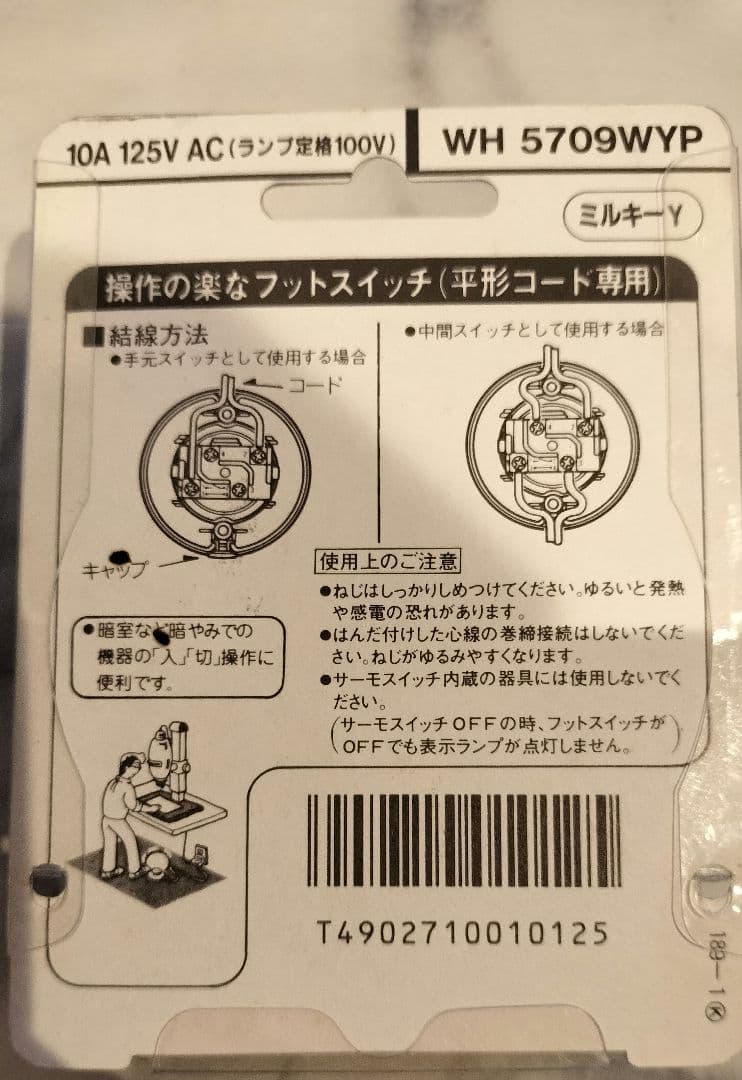 10A 125V AC(ランプ定格100V)
WH 5709WYP
ミルキーY
操作の楽なフットスイッチ(平形コード専用)
■結線方法
●手元スイッチとして使用する場合
コード
キャップ
●中間スイッチとして使用する場合
●暗室など暗やみでの
機器の「入」「切」操作に
便利です。
使用上のご注意
●ねじはしっかりしめつけてください。ゆるいと発熱
や感電の恐れがあります。
●はんだ付けした心線の巻締接続はしないでくだ
さい。ねじがゆるみやすくなります。
●サーモスイッチ内蔵の器具には使用しないでく
ださい。
(サーモスイッチOFFの時、フットスイッチが
OFFでも表示ランプが点灯しません。)
T4902710010125
189-1